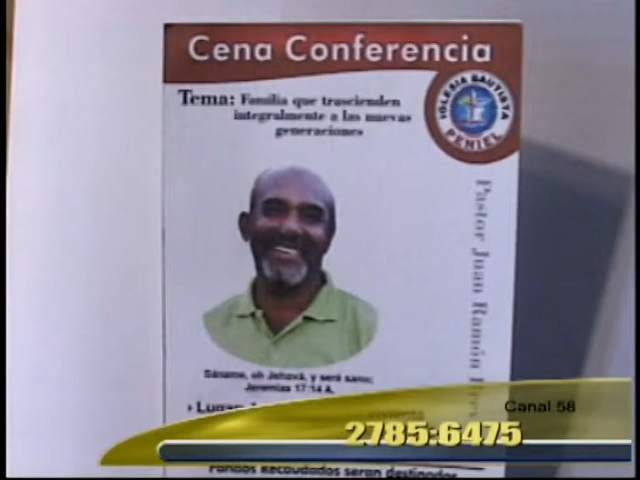 Cena Conferencia
Tema: Familia que trascienden
integralmente a las nuevas
generaciones
IGLESIA BAUTISTA
PENIEL
Pastor Juan Ramón
Sáname, oh Jehová, y seré sano;
Jeremías 17:14 A.
Canal 58
2785:6475
Fondos Recaudados seran destinados